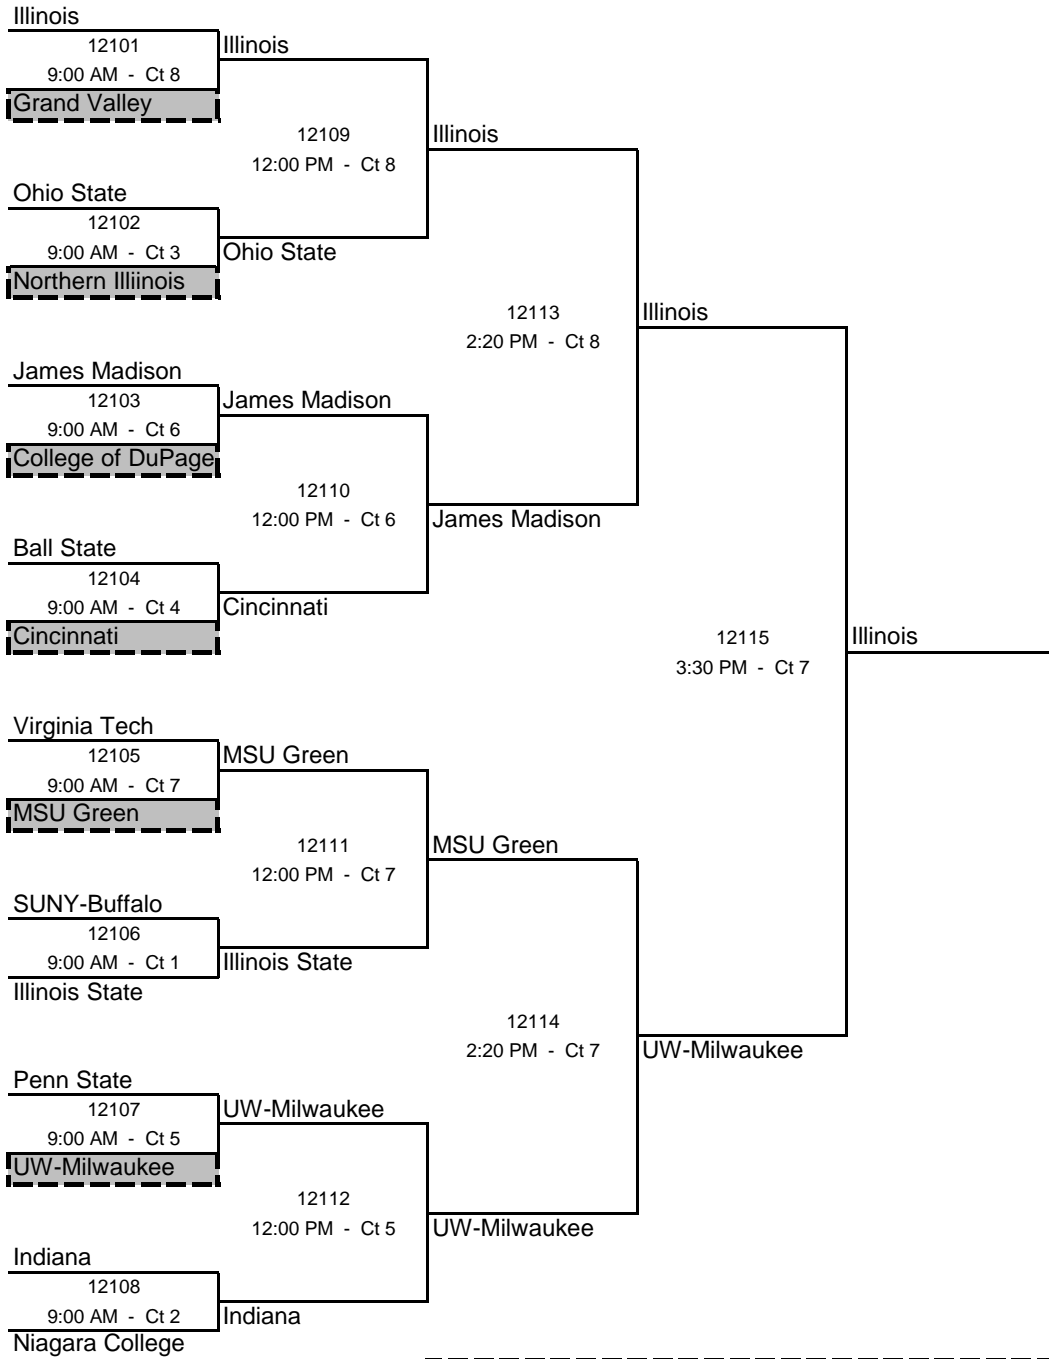 Illinois
12101
Illinois
9:00 AM - Ct 8
Grand Valley
12109
Illinois
12:00 PM - Ct 8
Ohio State
12102
9:00 AM - Ct 3
Ohio State
Northern Illiinois
12113
Illinois
2:20 PM - Ct 8
James Madison
12103
James Madison
9:00 AM - Ct 6
College of DuPage
12110
12:00 PM - Ct 6
James Madison
Ball State
12104
9:00 AM - Ct 4
Cincinnati
Cincinnati
12115
Illinois
3:30 PM - Ct 7
Virginia Tech
12105
MSU Green
9:00 AM - Ct 7
MSU Green
12111
MSU Green
12:00 PM - Ct 7
SUNY-Buffalo
12106
9:00 AM - Ct 1
Illinois State
Illinois State
12114
2:20 PM - Ct 7
UW-Milwaukee
Penn State
12107
UW-Milwaukee
9:00 AM - Ct 5
UW-Milwaukee
12112
12:00 PM - Ct 5
UW-Milwaukee
Indiana
12108
9:00 AM - Ct 2
Indiana
Niagara College